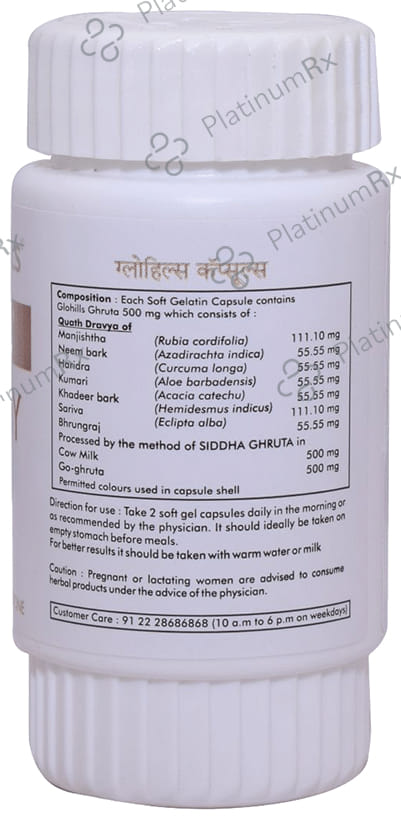 PlatinumRx
PlatinumRx
PlatinumRx
ग्लोहिल्स कॅप्सूल्स
Composition : Each Soft Gelatin Capsule contains
Glohills Ghruta 500 mg which consists of :
Quath Dravya of
Manjishtha (Rubia cordifolia) 111.10 mg
Neem bark (Azadirachta indica) 55.55 mg
Haridra (Curcuma longa) 55.55 mg
Kumari (Aloe barbadensis) 55.55 mg
Khadeer bark (Acacia catechu) 55.55 mg
Sariva (Hemidesmus indicus) 111.10 mg
Bhrungraj (Eclipta alba) 55.55 mg
Processed by the method of SIDDHA GHRUTA in
Cow Milk 500 mg
Go-ghruta 500 mg
Permitted colours used in capsule shell
Direction for use : Take 2 soft gel capsules daily in the morning or
as recommended by the physician. It should ideally be taken on
empty stomach before meals.
For better results it should be taken with warm water or milk
Caution : Pregnant or lactating women are advised to consume
herbal products under the advice of the physician.
Customer Care : 91 22 28686868 (10 a.m to 6 p.m on weekdays)